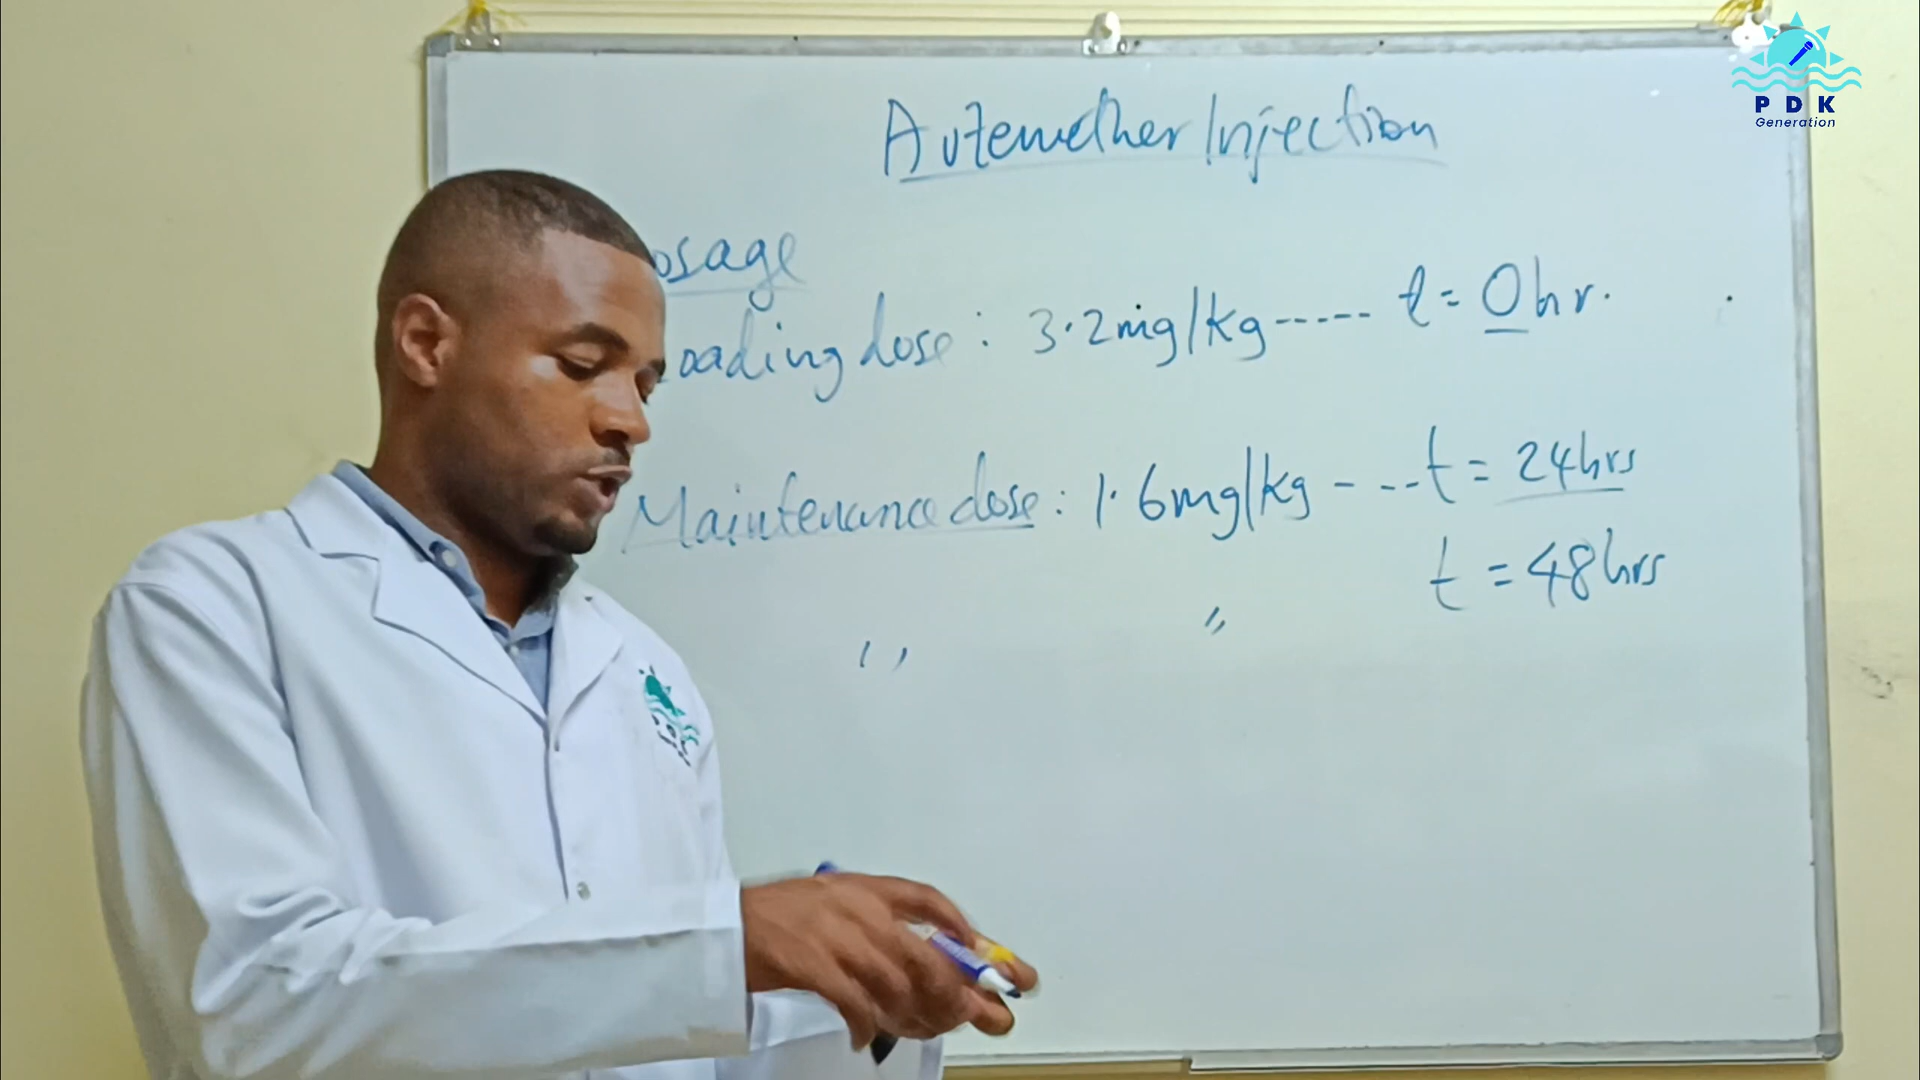 PDK
Generation
Artemether Injection
osage
oading dose : 3.2mg/kg ----- t = 0hr.
Maintenance dose : 1.6mg/kg - --- t = 24hrs
t = 48hrs
" "